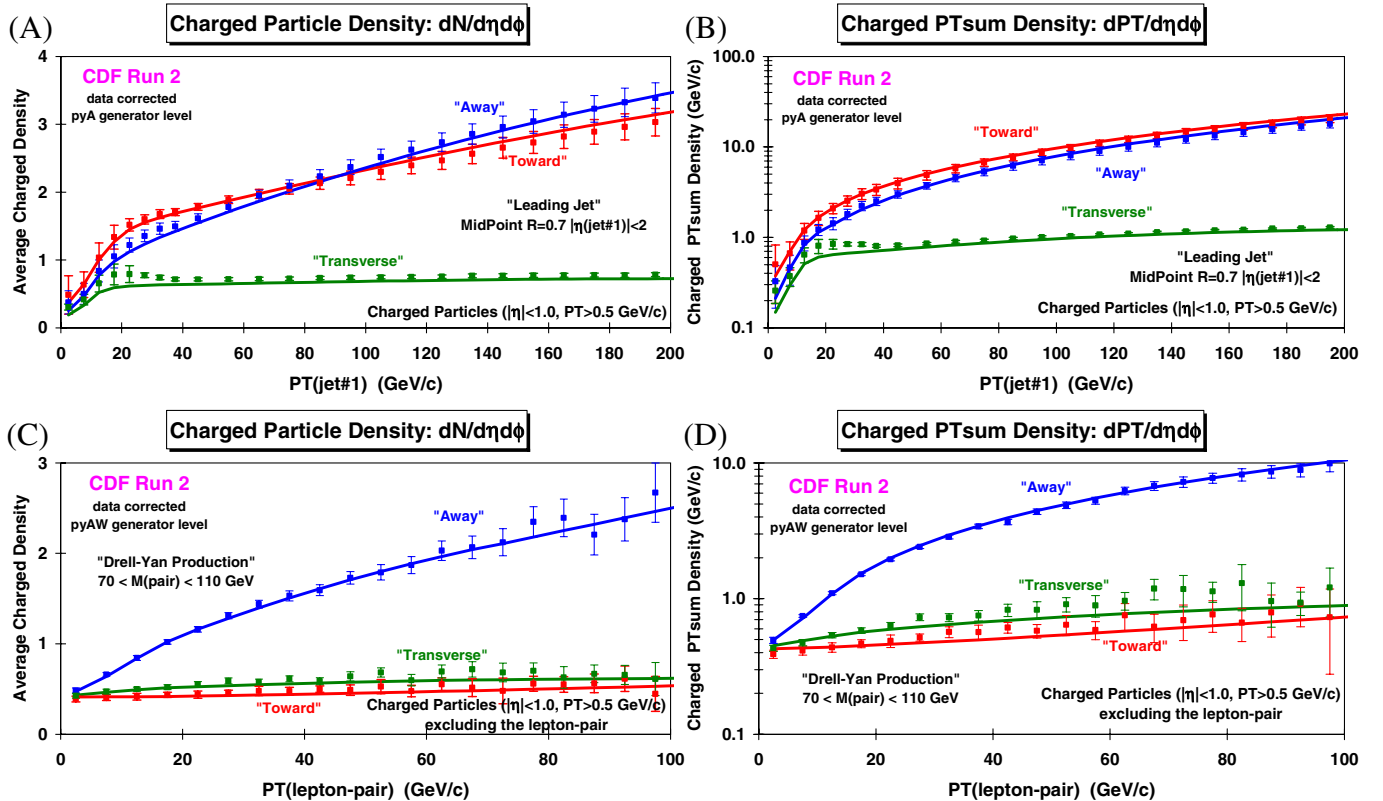 (A)
Charged Particle Density: dN/dηdϕ
Average Charged Density
4
3
2
1
0
CDF Run 2
data corrected
pyA generator level
"Away"
"Toward"
"Leading Jet"
MidPoint R=0.7 |η(jet#1)|<2
"Transverse"
Charged Particles (|η|<1.0, PT>0.5 GeV/c)
0 20 40 60 80 100 120 140 160 180 200
PT(jet#1) (GeV/c)
(B)
Charged PTsum Density: dPT/dηdϕ
Charged PTsum Density (GeV/c)
100.0
10.0
1.0
0.1
CDF Run 2
data corrected
pyA generator level
"Toward"
"Away"
"Transverse"
"Leading Jet"
MidPoint R=0.7 |η(jet#1)|<2
Charged Particles (|η|<1.0, PT>0.5 GeV/c)
0 20 40 60 80 100 120 140 160 180 200
PT(jet#1) (GeV/c)
(C)
Charged Particle Density: dN/dηdϕ
Average Charged Density
3
2
1
0
CDF Run 2
data corrected
pyAW generator level
"Drell-Yan Production"
70 < M(pair) < 110 GeV
"Away"
"Transverse"
"Toward"
Charged Particles (|η|<1.0, PT>0.5 GeV/c)
excluding the lepton-pair
0 20 40 60 80 100
PT(lepton-pair) (GeV/c)
(D)
Charged PTsum Density: dPT/dηdϕ
Charged PTsum Density (GeV/c)
10.0
1.0
0.1
CDF Run 2
data corrected
pyAW generator level
"Away"
"Transverse"
"Toward"
"Drell-Yan Production"
70 < M(pair) < 110 GeV
Charged Particles (|η|<1.0, PT>0.5 GeV/c)
excluding the lepton-pair
0 20 40 60 80 100
PT(lepton-pair) (GeV/c)